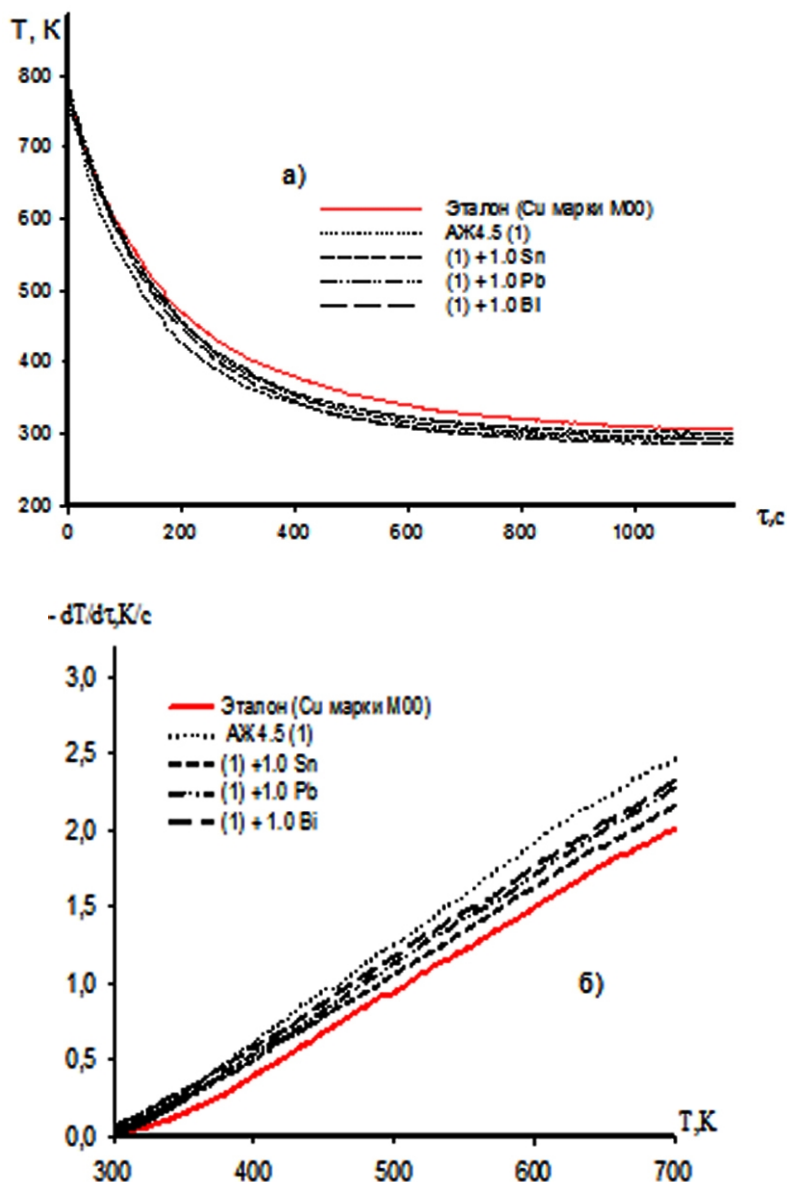 T, K
800
700
600
500
400
300
200
0
200
400
600
800
1000
τ,c
а)
Эталон (Cu марки М00)
АЖ4.5 (1)
(1) +1.0 Sn
(1) +1.0 Pb
(1) +1.0 BI
- dT/dτ,K/c
3,0
2,5
2,0
1,5
1,0
0,5
0,0
300
400
500
600
700
T,K
б)
Эталон (Cu марки М00)
АЖ4.5 (1)
(1) +1.0 Sn
(1) +1.0 Pb
(1) + 1.0 Bi